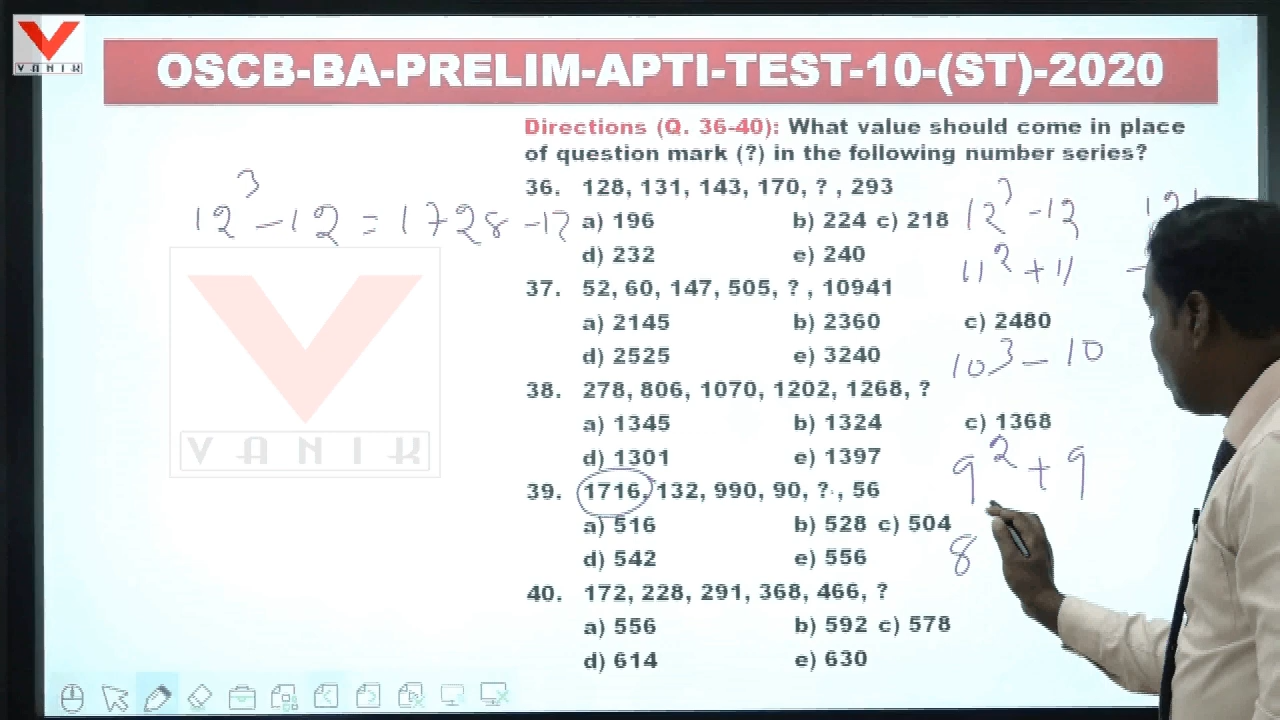 VANIK
OSCB-BA-PRELIM-APTI-TEST-10-(ST)-2020
Directions (Q. 36-40): What value should come in place
of question mark (?) in the following number series?
36. 128, 131, 143, 170, ? , 293
a) 196 b) 224 c) 218
d) 232 e) 240
37. 52, 60, 147, 505, ? , 10941
a) 2145 b) 2360 c) 2480
d) 2525 e) 3240
38. 278, 806, 1070, 1202, 1268, ?
a) 1345 b) 1324 c) 1368
d) 1301 e) 1397
39. 1716, 132, 990, 90, ? , 56
a) 516 b) 528 c) 504
d) 542 e) 556
40. 172, 228, 291, 368, 466, ?
a) 556 b) 592 c) 578
d) 614 e) 630
12³ - 12 = 1728 - 12
VANIK
12³ - 12
11² + 11
10³ - 10
9² + 9
8